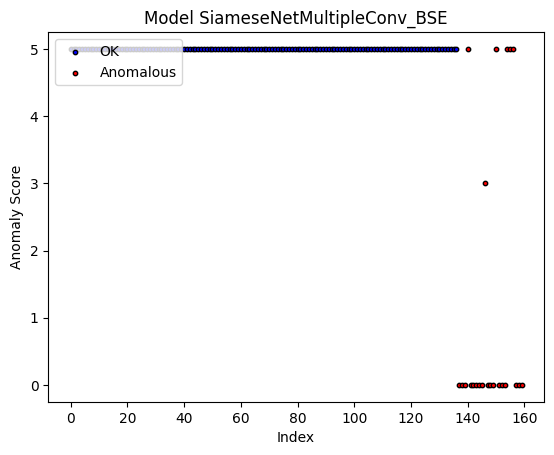 Model SiameseNetMultipleConv_BSE
OK
Anomalous
Anomaly Score
5
4
3
2
1
0
0 20 40 60 80 100 120 140 160
Index